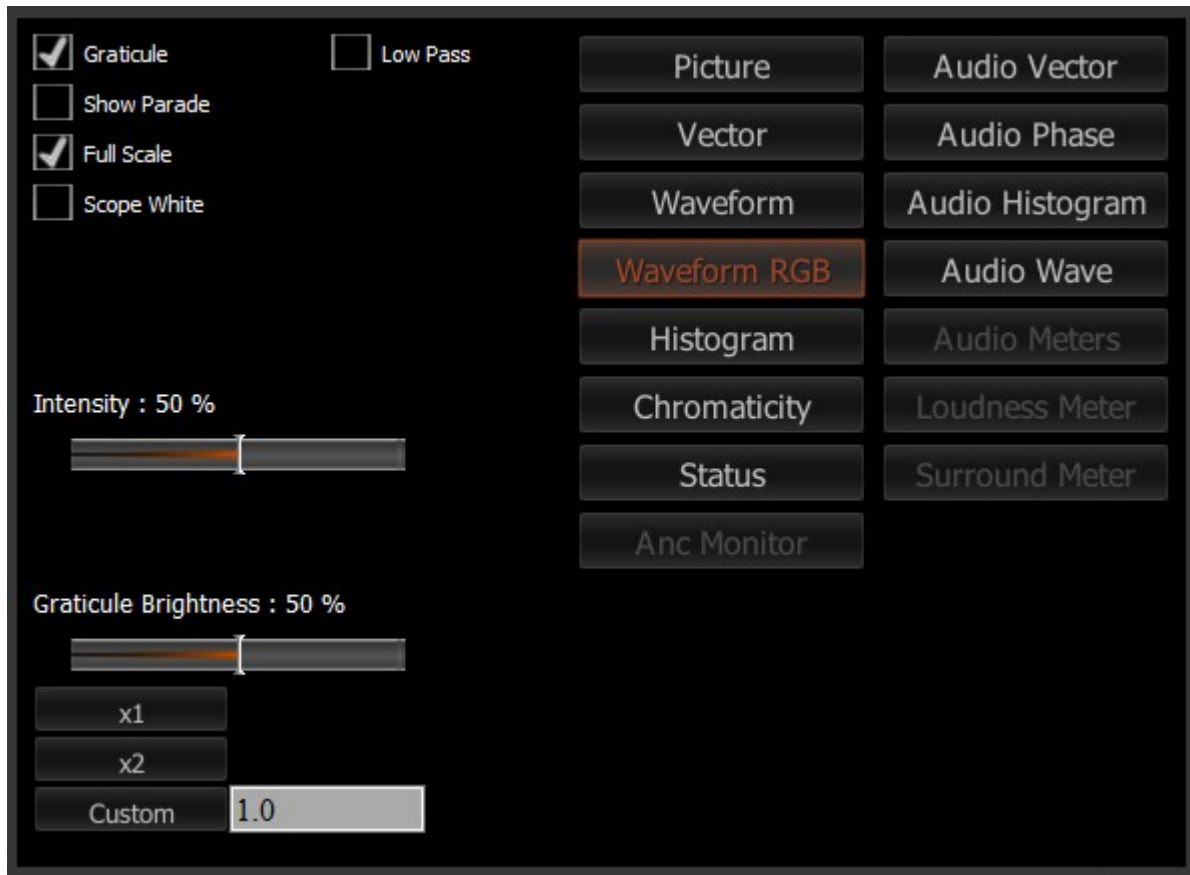 Graticule
Low Pass
Show Parade
Full Scale
Scope White
Intensity : 50 %
Graticule Brightness : 50 %
x1
x2
Custom
1.0
Picture
Vector
Waveform
Waveform RGB
Histogram
Chromaticity
Status
Anc Monitor
Audio Vector
Audio Phase
Audio Histogram
Audio Wave
Audio Meters
Loudness Meter
Surround Meter